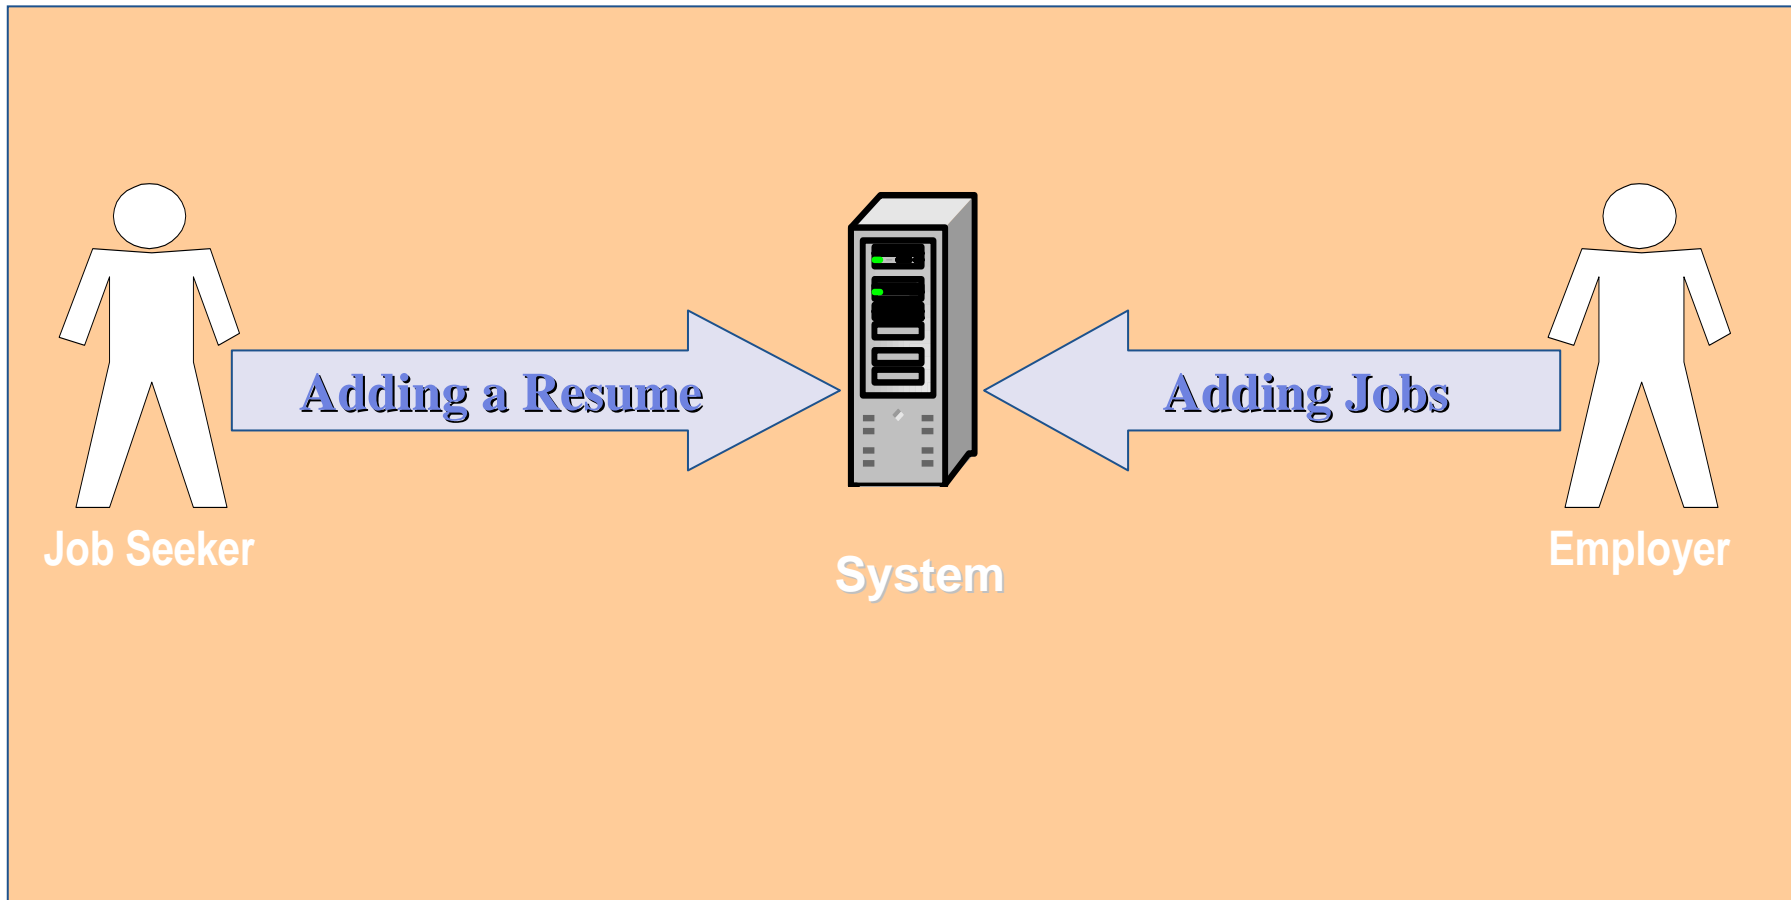 Adding a Resume
Adding Jobs
Job Seeker
System
Employer